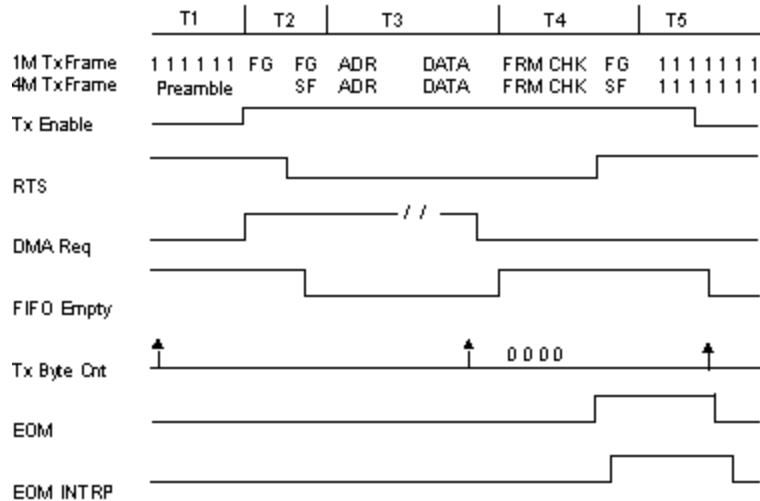 T1 T2 T3 T4 T5
1M TxFrame 1 1 1 1 1 1 FG FG ADR DATA FRM CHK FG 1 1 1 1 1 1 1
4M TxFrame Preamble SF ADR DATA FRM CHK SF 1 1 1 1 1 1 1
Tx Enable
RTS
DMA Req
FIFO Empty
Tx Byte Cnt 0 0 0 0
EOM
EOM INTRP